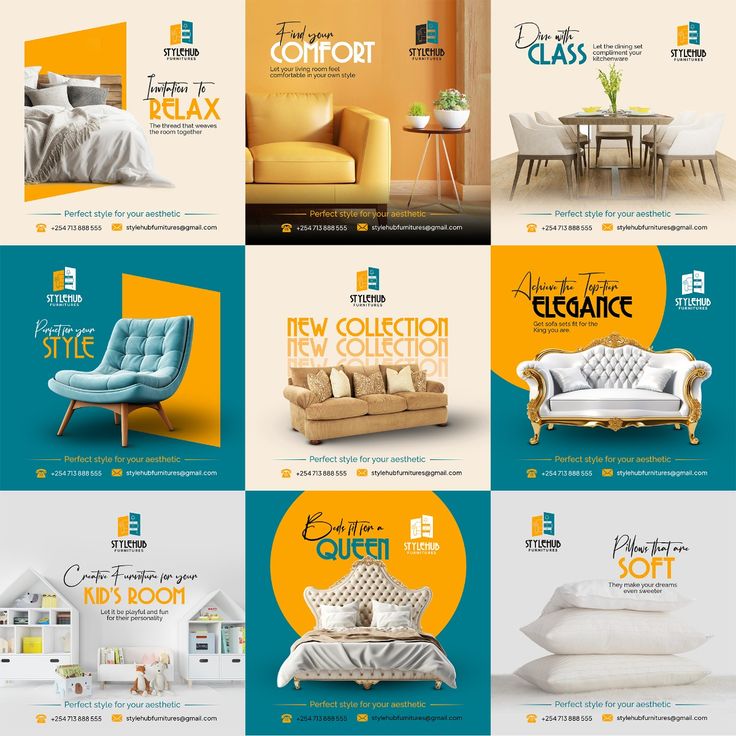 STYLEHUB
FURNITURES
Invitation to
RELAX
The thread that weaves
the room together
Perfect style for your aesthetic
+254 713 888 555 stylehubfurnitures@gmail.com
Find your
COMFORT
Let your living room feel
comfortable in your own style
STYLEHUB
FURNITURES
Perfect style for your aesthetic
+254 713 888 555 stylehubfurnitures@gmail.com
Dine with
CLASS
Let the dining set
compliment your
kitchenware
STYLEHUB
FURNITURES
Perfect style for your aesthetic
+254 713 888 555 stylehubfurnitures@gmail.com
STYLEHUB
FURNITURES
Perfect for your
STYLE
Perfect style for your aesthetic
+254 713 888 555 stylehubfurnitures@gmail.com
STYLEHUB
FURNITURES
NEW COLLECTION
NEW COLLECTION
NEW COLLECTION
Perfect style for your aesthetic
+254 713 888 555 stylehubfurnitures@gmail.com
Achieve the Top-tier
ELEGANCE
Get sofa sets fit for the
King you are.
STYLEHUB
FURNITURES
Perfect style for your aesthetic
+254 713 888 555 stylehubfurnitures@gmail.com
STYLEHUB
FURNITURES
Creative Furniture for your
KID'S ROOM
Let it be playful and fun
for their personality
Perfect style for your aesthetic
+254 713 888 555 stylehubfurnitures@gmail.com
Beds fit for a
QUEEN
STYLEHUB
FURNITURES
Perfect style for your aesthetic
+254 713 888 555 stylehubfurnitures@gmail.com
STYLEHUB
FURNITURES
Pillows that are
SOFT
They make your dreams
even sweeter
Perfect style for your aesthetic
+254 713 888 555 stylehubfurnitures@gmail.com